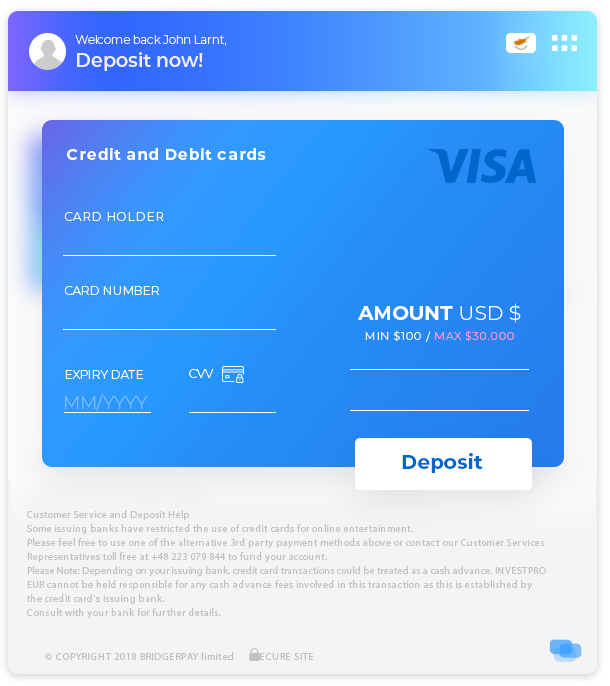 Welcome back John Larnt,
Deposit now!
Credit and Debit cards
VISA
CARD HOLDER
CARD NUMBER
AMOUNT USD $
MIN $100 / MAX $30.000
EXPIRY DATE
CVV
MM/YYYY
Deposit
Customer Service and Deposit Help
Some issuing banks have restricted the use of credit cards for online entertainment.
Please feel free to use one of the alternative 3rd party payment methods above or contact our Customer Services
Representatives toll free at +48 223 079 844 to fund your account.
Please Note: Depending on your issuing bank, credit card transactions could be treated as a cash advance. INVESTPRO
EUR cannot be held responsible for any cash advance fees involved in this transaction as this is established by
the credit card's issuing bank.
Consult with your bank for further details.
© COPYRIGHT 2018 BRIDGERPAY limited
ECURE SITE